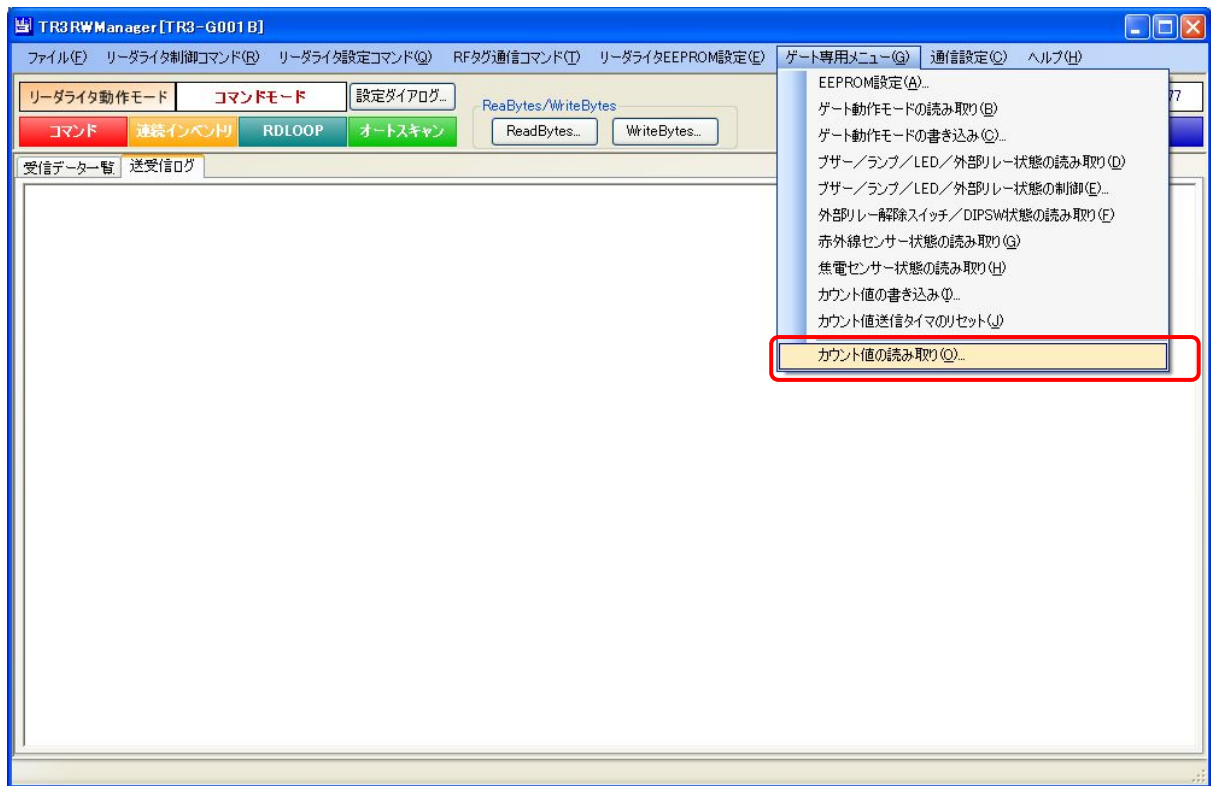 TR3RWManager[TR3-G001B]
ファイル(F) リーダライタ制御コマンド(R) リーダライタ設定コマンド(Q) RFタグ通信コマンド(T) リーダライタEEPROM設定(E) ゲート専用メニュー(G) 通信設定(C) ヘルプ(H)
リーダライタ動作モード コマンドモード 設定ダイアログ...
ReaBytes/WriteBytes
コマンド 連続インベントリ RDLOOP オートスキャン ReadBytes... WriteBytes...
77
受信データ一覧 送受信ログ
EEPROM設定(A)...
ゲート動作モードの読み取り(B)
ゲート動作モードの書き込み(C)...
ブザー/ランプ/LED/外部リレー状態の読み取り(D)
ブザー/ランプ/LED/外部リレー状態の制御(E)...
外部リレー解除スイッチ/DIPSW状態の読み取り(F)
赤外線センサー状態の読み取り(G)
焦電センサー状態の読み取り(H)
カウント値の書き込み(I)...
カウント値送信タイマのリセット(J)
カウント値の読み取り(O)...